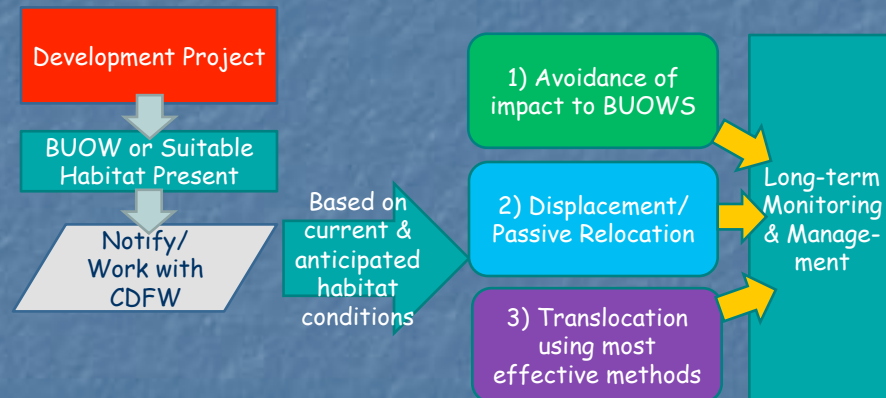 Development Project
BUOW or Suitable
Habitat Present
Notify/
Work with
CDFW
Based on
current &
anticipated
habitat
conditions
1) Avoidance of
impact to BUOWS
2) Displacement/
Passive Relocation
3) Translocation
using most
effective methods
Long-term
Monitoring
& Manage-
ment